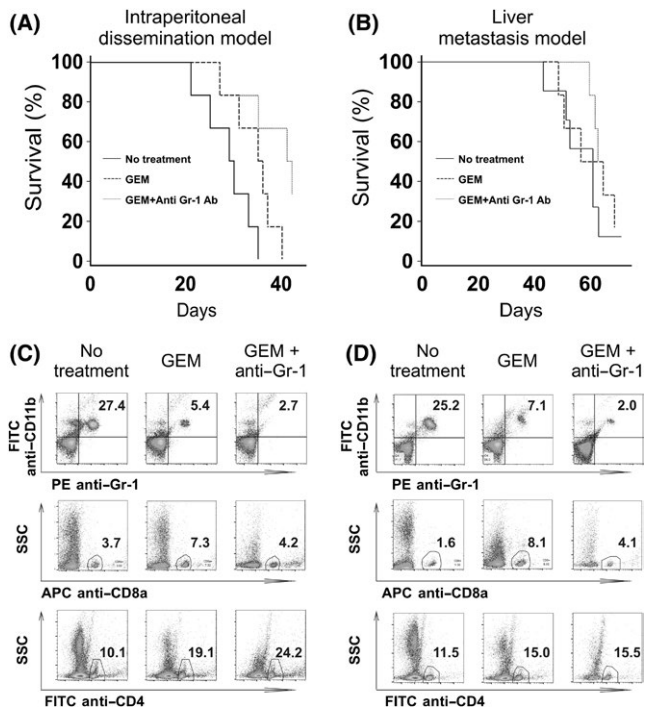 (A) Intraperitoneal dissemination model
Survival (%)
100
80
60
40
20
0
No treatment
GEM
GEM+Anti Gr-1 Ab
0 20 40
Days
(B) Liver metastasis model
Survival (%)
100
80
60
40
20
0
No treatment
GEM
GEM+Anti Gr-1 Ab
0 20 40 60
Days
(C) No treatment GEM GEM + anti–Gr-1
FITC anti–CD11b
27.4 5.4 2.7
PE anti–Gr-1
SSC
3.7 7.3 4.2
APC anti–CD8a
SSC
10.1 19.1 24.2
FITC anti–CD4
(D) No treatment GEM GEM + anti–Gr-1
FITC anti–CD11b
25.2 7.1 2.0
PE anti–Gr-1
SSC
1.6 8.1 4.1
APC anti–CD8a
SSC
11.5 15.0 15.5
FITC anti–CD4